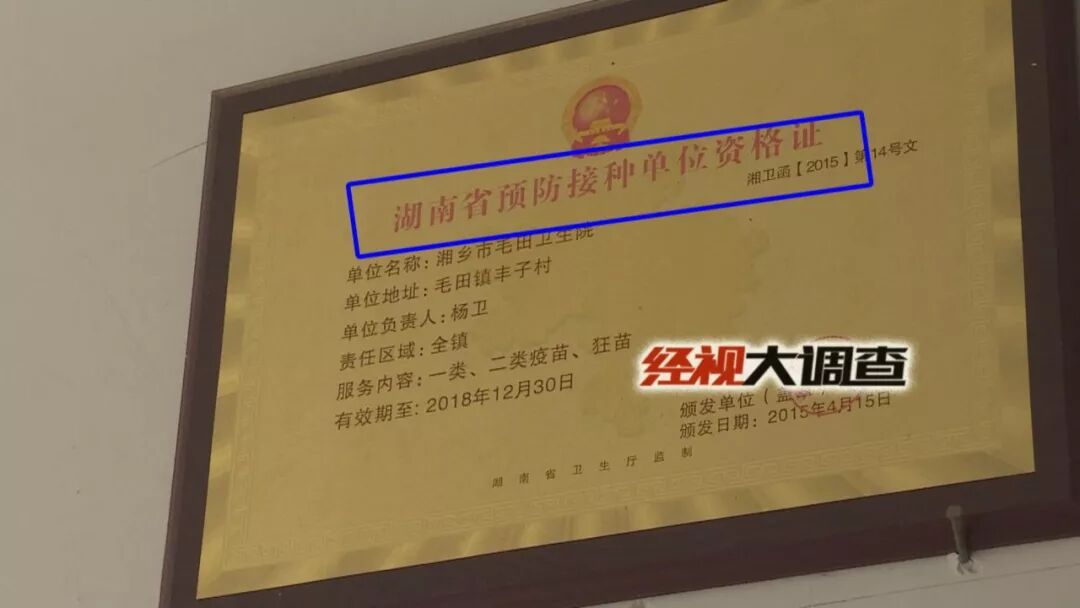 湖南省预防接种单位资格证
湘卫函【2015】第14号文
单位名称：湘乡市毛田卫生院
单位地址：毛田镇丰子村
单位负责人：杨卫
责任区域：全镇
服务内容：一类、二类疫苗、狂苗
有效期至：2018年12月30日
经视大调查
颁发单位（盖
颁发日期：2015年4月15日
湖南省卫生厅监制